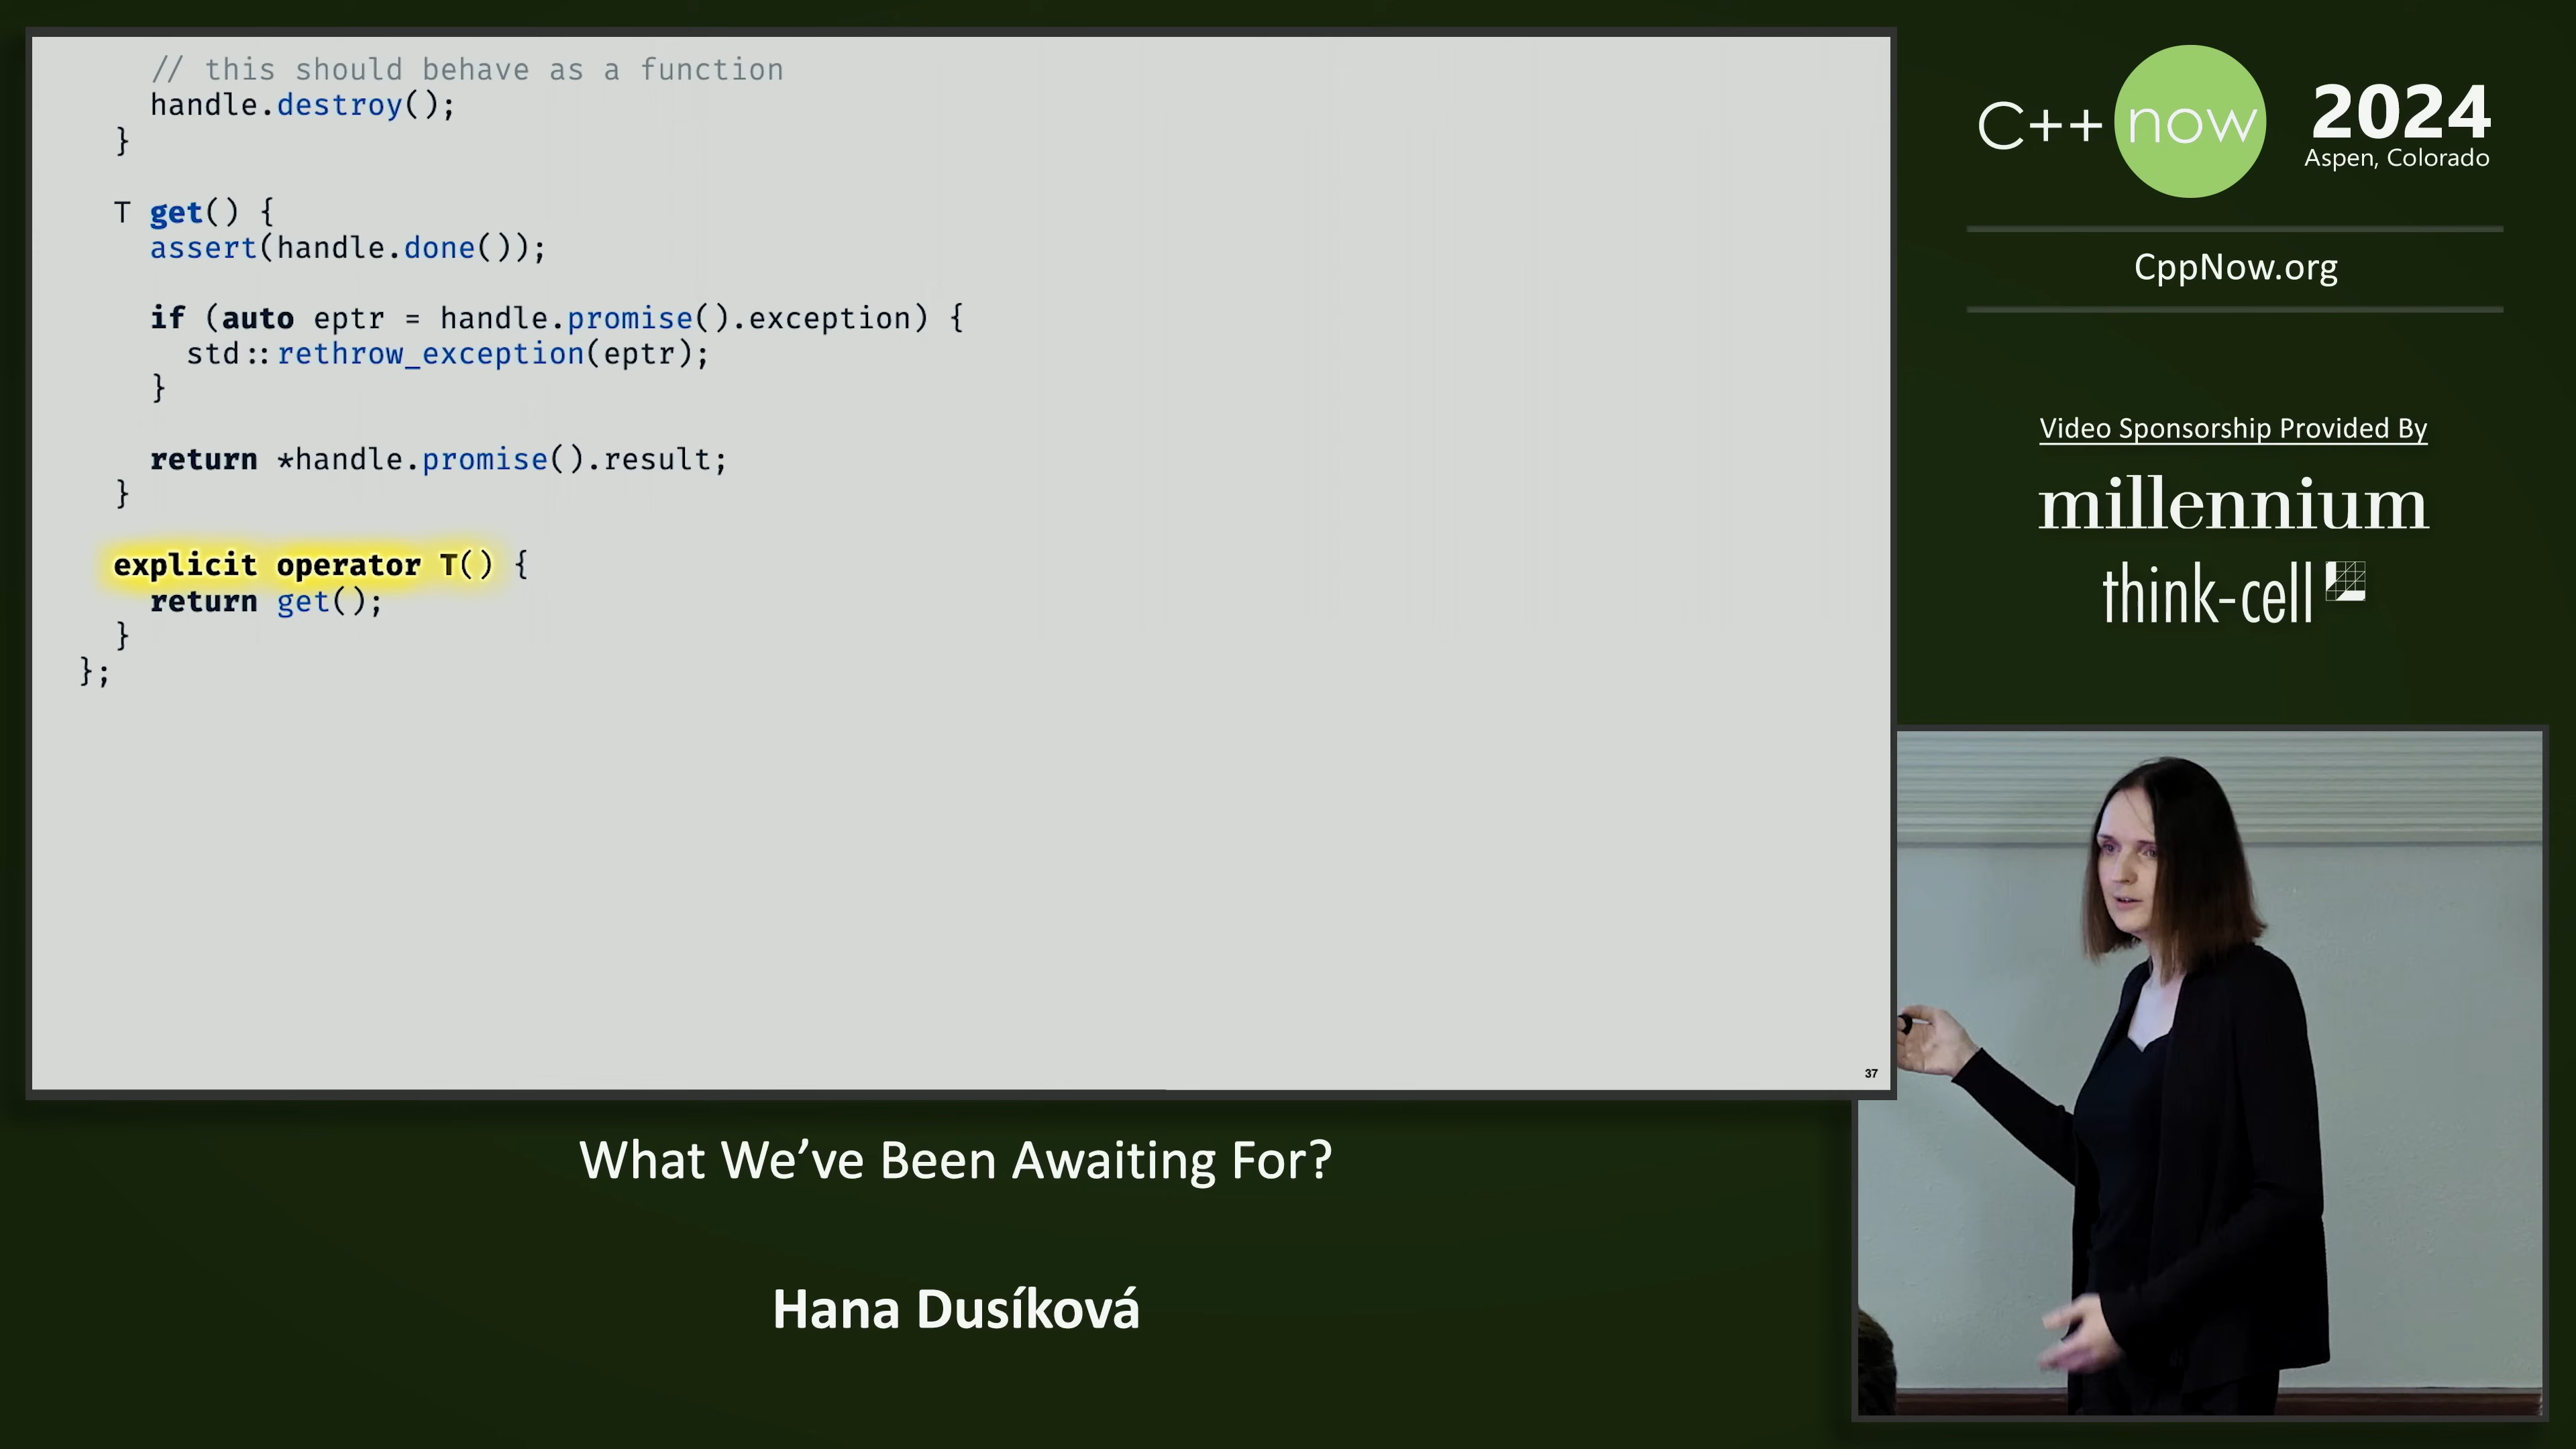 // this should behave as a function
handle.destroy();
}
T get() {
assert(handle.done());
if (auto eptr = handle.promise().exception) {
std::rethrow_exception(eptr);
}
return *handle.promise().result;
}
explicit operator T() {
return get();
}
};
37
C++ now 2024
Aspen, Colorado
CppNow.org
Video Sponsorship Provided By
millennium
think-cell
What We’ve Been Awaiting For?
Hana Dusíková